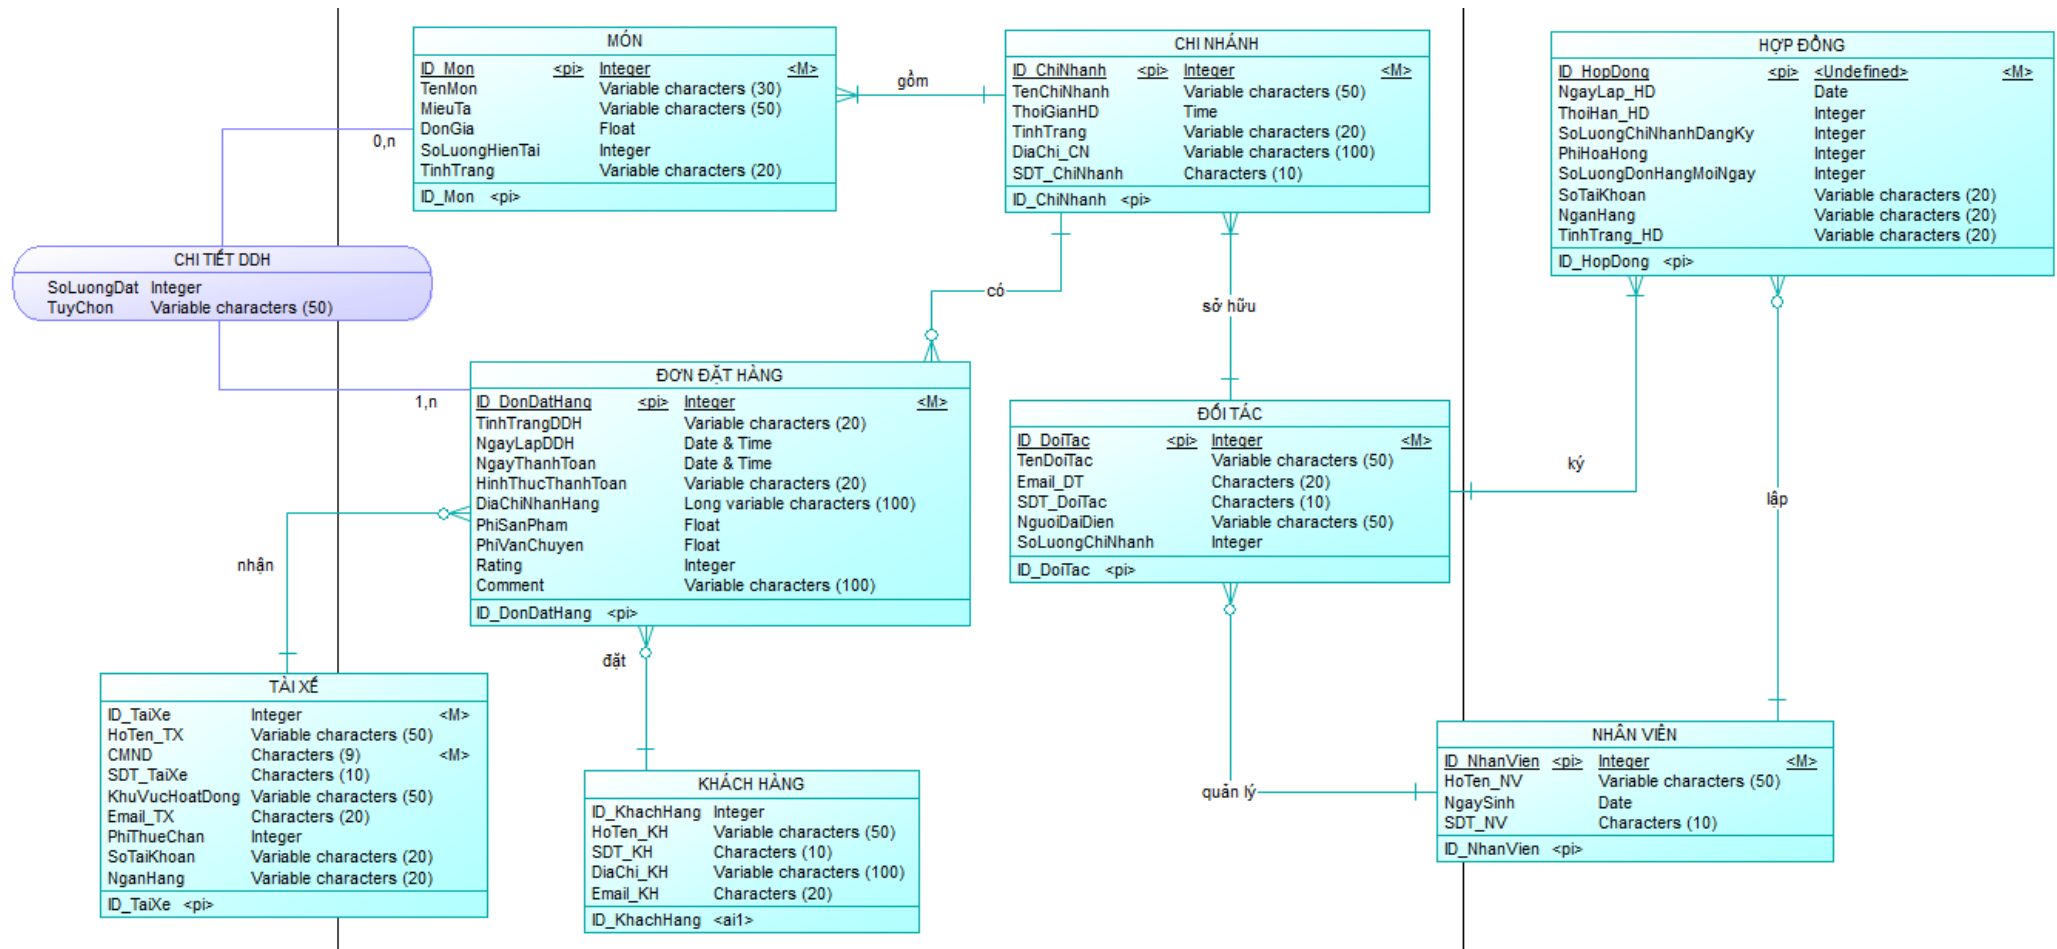 MÓN
ID_Mon <pi> Integer <M>
TenMon Variable characters (30)
MieuTa Variable characters (50)
DonGia Float
SoLuongHienTai Integer
TinhTrang Variable characters (20)
ID_Mon <pi>
gồm
CHI NHÁNH
ID_ChiNhanh <pi> Integer <M>
TenChiNhanh Variable characters (50)
ThoiGianHD Time
TinhTrang Variable characters (20)
DiaChi_CN Variable characters (100)
SDT_ChiNhanh Characters (10)
ID_ChiNhanh <pi>
HỢP ĐỒNG
ID_HopDong <pi> <Undefined> <M>
NgayLap_HD Date
ThoiHan_HD Integer
SoLuongChiNhanhDangKy Integer
PhiHoaHong Integer
SoLuongDonHangMoiNgay Integer
SoTaiKhoan Variable characters (20)
NganHang Variable characters (20)
TinhTrang_HD Variable characters (20)
ID_HopDong <pi>
0,n
CHI TIẾT DDH
SoLuongDat Integer
TuyChon Variable characters (50)
có
sở hữu
1,n
ĐƠN ĐẶT HÀNG
ID_DonDatHang <pi> Integer <M>
TinhTrangDDH Variable characters (20)
NgayLapDDH Date & Time
NgayThanhToan Date & Time
HinhThucThanhToan Variable characters (20)
DiaChiNhanHang Long variable characters (100)
PhiSanPham Float
PhiVanChuyen Float
Rating Integer
Comment Variable characters (100)
ID_DonDatHang <pi>
ĐỐI TÁC
ID_DoiTac <pi> Integer <M>
TenDoiTac Variable characters (50)
Email_DT Characters (20)
SDT_DoiTac Characters (10)
NguoiDaiDien Variable characters (50)
SoLuongChiNhanh Integer
ID_DoiTac <pi>
ký
lập
nhận
đặt
quản lý
TÀI XẾ
ID_TaiXe Integer <M>
HoTen_TX Variable characters (50)
CMND Characters (9) <M>
SDT_TaiXe Characters (10)
KhuVucHoatDong Variable characters (50)
Email_TX Characters (20)
PhiThueChan Integer
SoTaiKhoan Variable characters (20)
NganHang Variable characters (20)
ID_TaiXe <pi>
KHÁCH HÀNG
ID_KhachHang Integer
HoTen_KH Variable characters (50)
SDT_KH Characters (10)
DiaChi_KH Variable characters (100)
Email_KH Characters (20)
ID_KhachHang <ai1>
NHÂN VIÊN
ID_NhanVien <pi> Integer <M>
HoTen_NV Variable characters (50)
NgaySinh Date
SDT_NV Characters (10)
ID_NhanVien <pi>